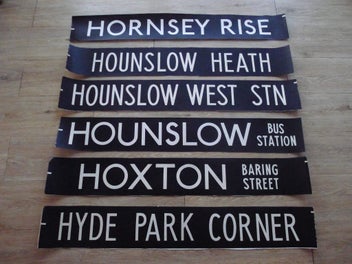 HORNSEY RISE
HOUNSLOW HEATH
HOUNSLOW WEST STN
HOUNSLOW BUS STATION
HOXTON BARING STREET
HYDE PARK CORNER